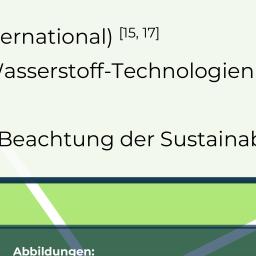 ernational) [15, 17]
Wasserstoff-Technologien
Beachtung der Sustainab
Abbildungen: